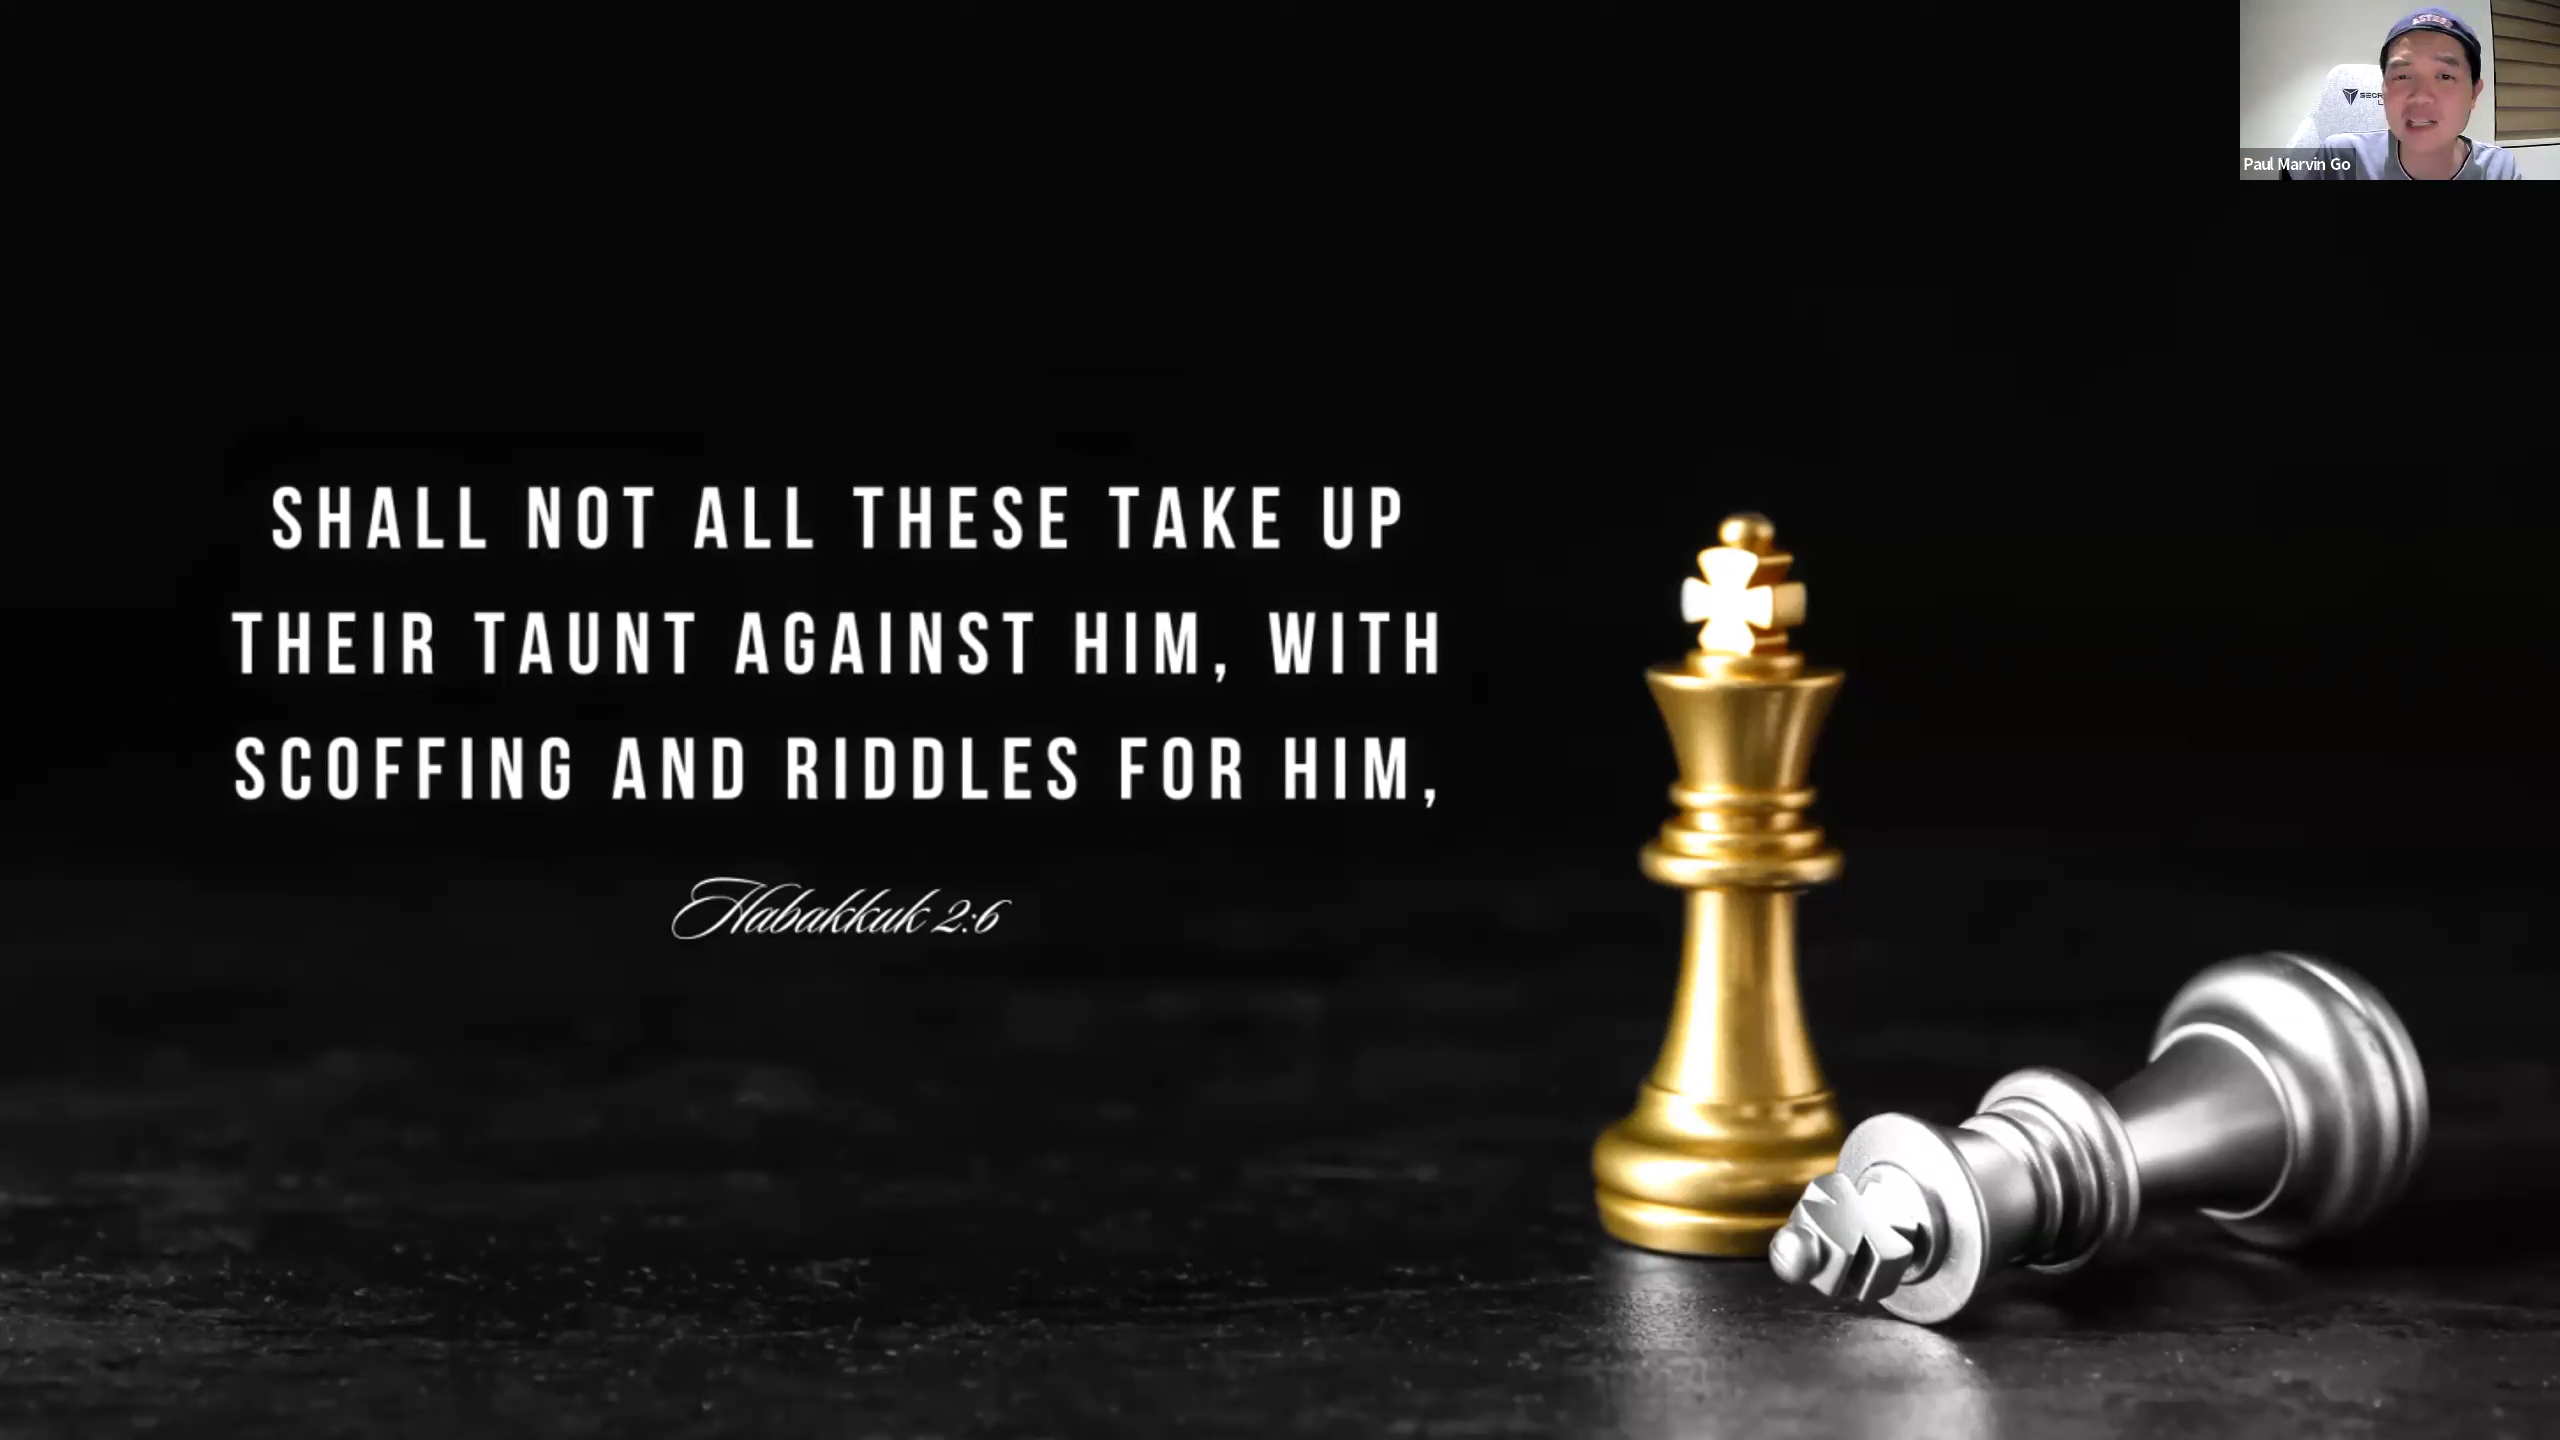 SHALL NOT ALL THESE TAKE UP
THEIR TAUNT AGAINST HIM, WITH
SCOFFING AND RIDDLES FOR HIM,
Habakkuk 2:6
Paul Marvin Go